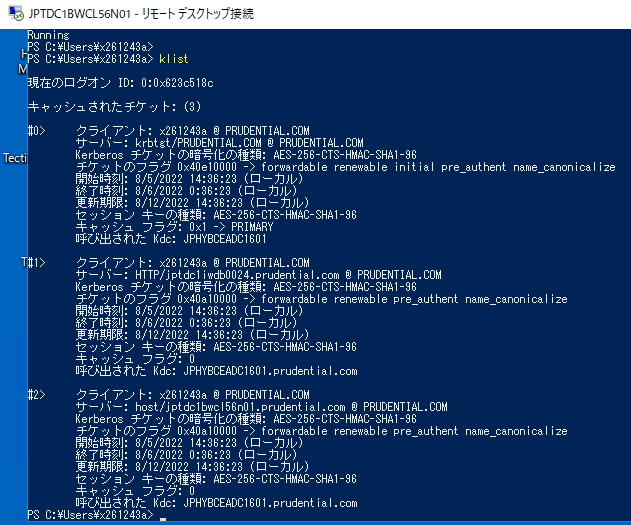 JPTDC1BWCL56N01 - リモート デスクトップ接続
Running
PS C:¥Users¥x261243a>
PS C:¥Users¥x261243a> klist
現在のログオン ID: 0:0x623c518c
キャッシュされたチケット: (3)
#0> クライアント: x261243a @ PRUDENTIAL.COM
サーバー: krbtgt/PRUDENTIAL.COM @ PRUDENTIAL.COM
Kerberos チケットの暗号化の種類: AES-256-CTS-HMAC-SHA1-96
チケットのフラグ 0x40e10000 -> forwardable renewable initial pre_authent name_canonicalize
開始時刻: 8/5/2022 14:36:23 (ローカル)
終了時刻: 8/6/2022 0:36:23 (ローカル)
更新期限: 8/12/2022 14:36:23 (ローカル)
セッション キーの種類: AES-256-CTS-HMAC-SHA1-96
キャッシュ フラグ: 0x1 -> PRIMARY
呼び出された Kdc: JPHYBCEADC1601
Tecti
#1> クライアント: x261243a @ PRUDENTIAL.COM
サーバー: HTTP/jptdc1iwdb0024.prudential.com @ PRUDENTIAL.COM
Kerberos チケットの暗号化の種類: AES-256-CTS-HMAC-SHA1-96
チケットのフラグ 0x40a10000 -> forwardable renewable pre_authent name_canonicalize
開始時刻: 8/5/2022 14:36:23 (ローカル)
終了時刻: 8/6/2022 0:36:23 (ローカル)
更新期限: 8/12/2022 14:36:23 (ローカル)
セッション キーの種類: AES-256-CTS-HMAC-SHA1-96
キャッシュ フラグ: 0
呼び出された Kdc: JPHYBCEADC1601.prudential.com
#2> クライアント: x261243a @ PRUDENTIAL.COM
サーバー: host/jptdc1bwcl56n01.prudential.com @ PRUDENTIAL.COM
Kerberos チケットの暗号化の種類: AES-256-CTS-HMAC-SHA1-96
チケットのフラグ 0x40a10000 -> forwardable renewable pre_authent name_canonicalize
開始時刻: 8/5/2022 14:36:23 (ローカル)
終了時刻: 8/6/2022 0:36:23 (ローカル)
更新期限: 8/12/2022 14:36:23 (ローカル)
セッション キーの種類: AES-256-CTS-HMAC-SHA1-96
キャッシュ フラグ: 0
呼び出された Kdc: JPHYBCEADC1601.prudential.com
PS C:¥Users¥x261243a>